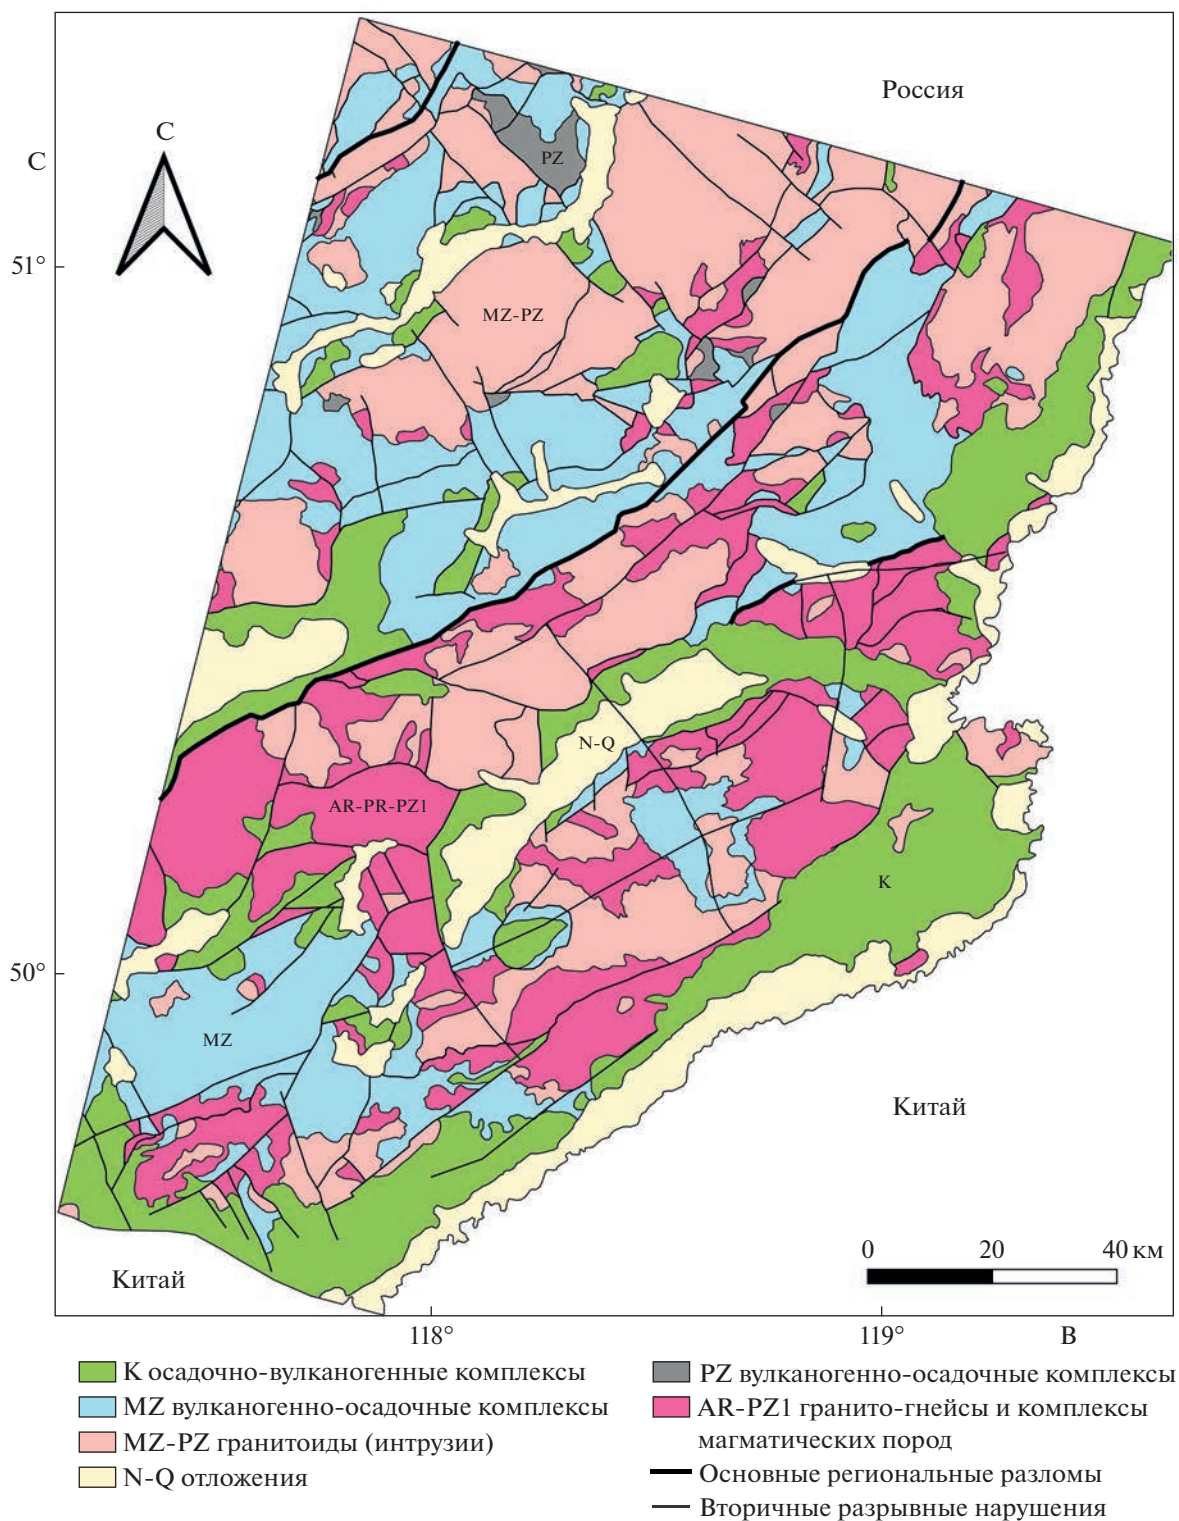 Россия
С
С
PZ
51°
MZ-PZ
N-Q
AR-PR-PZ1
K
50°
MZ
Китай
0 20 40 км
Китай
118° 119° В
K осадочно-вулканогенные комплексы
MZ вулканогенно-осадочные комплексы
MZ-PZ гранитоиды (интрузии)
N-Q отложения
PZ вулканогенно-осадочные комплексы
AR-PZ1 гранито-гнейсы и комплексы
магматических пород
Основные региональные разломы
Вторичные разрывные нарушения